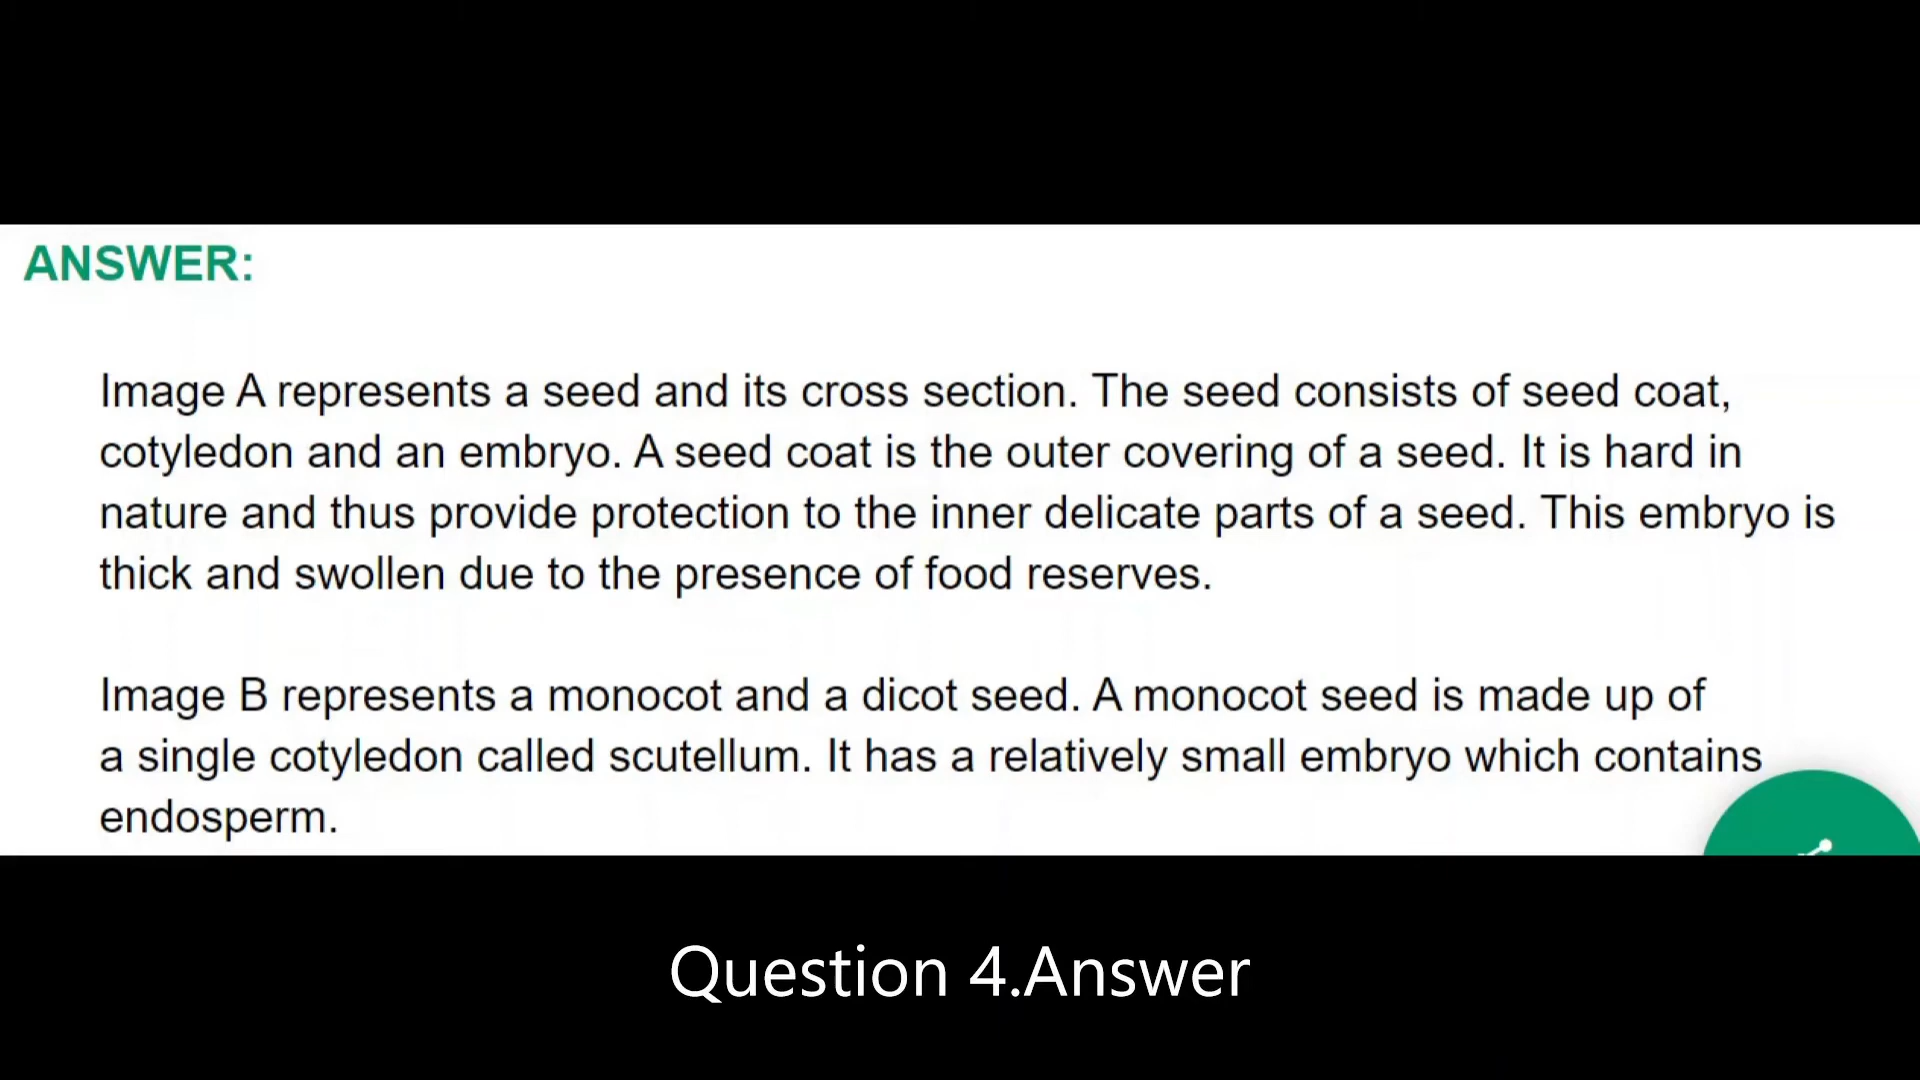 ANSWER:
Image A represents a seed and its cross section. The seed consists of seed coat,
cotyledon and an embryo. A seed coat is the outer covering of a seed. It is hard in
nature and thus provide protection to the inner delicate parts of a seed. This embryo is
thick and swollen due to the presence of food reserves.
Image B represents a monocot and a dicot seed. A monocot seed is made up of
a single cotyledon called scutellum. It has a relatively small embryo which contains
endosperm.
Question 4.Answer